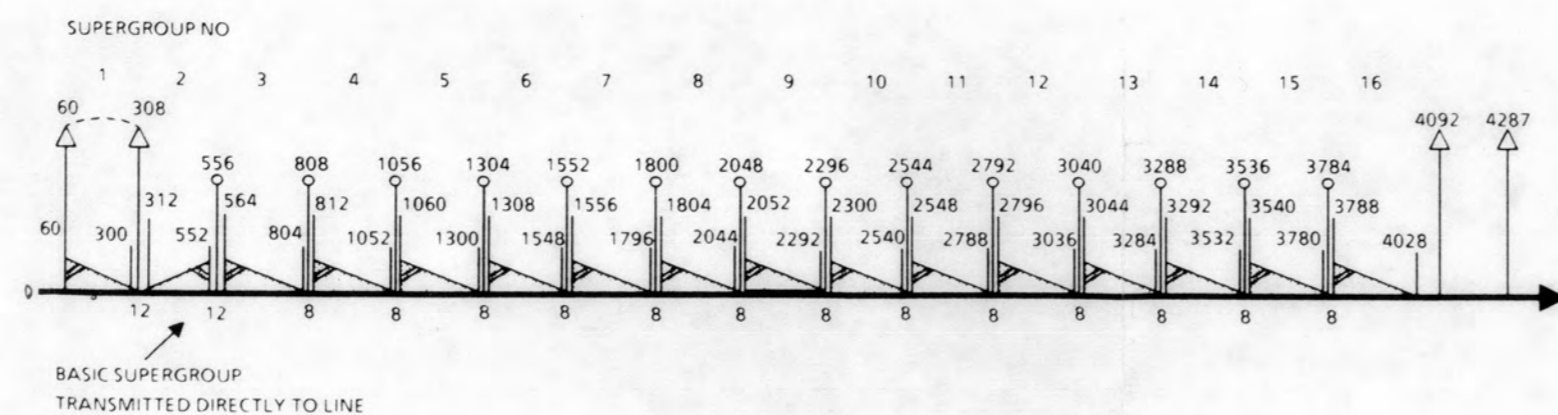 SUPERGROUP NO
1 2 3 4 5 6 7 8 9 10 11 12 13 14 15 16
60 308 4092 4287
556 808 1056 1304 1552 1800 2048 2296 2544 2792 3040 3288 3536 3784
312 564 812 1060 1308 1556 1804 2052 2300 2548 2796 3044 3292 3540 3788
60 300 552 804 1052 1300 1548 1796 2044 2292 2540 2788 3036 3284 3532 3780 4028
0
12 12 8 8 8 8 8 8 8 8 8 8 8 8 8 8
BASIC SUPERGROUP
TRANSMITTED DIRECTLY TO LINE